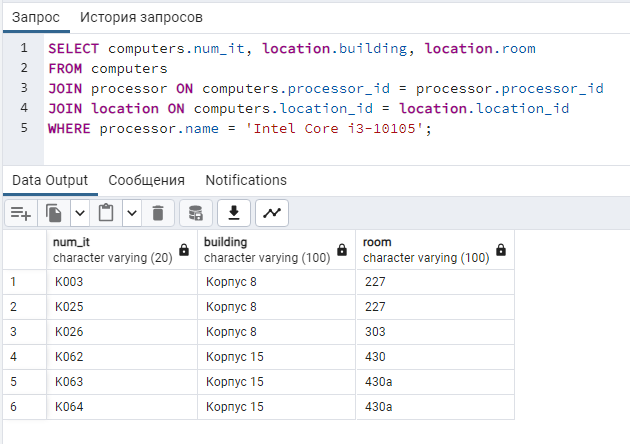 Запрос История запросов
1 SELECT computers.num_it, location.building, location.room
2 FROM computers
3 JOIN processor ON computers.processor_id = processor.processor_id
4 JOIN location ON computers.location_id = location.location_id
5 WHERE processor.name = 'Intel Core i3-10105';
Data Output Сообщения Notifications
num_it building room
character varying (20) character varying (100) character varying (100)
1 K003 Корпус 8 227
2 K025 Корпус 8 227
3 K026 Корпус 8 303
4 K062 Корпус 15 430
5 K063 Корпус 15 430а
6 K064 Корпус 15 430а